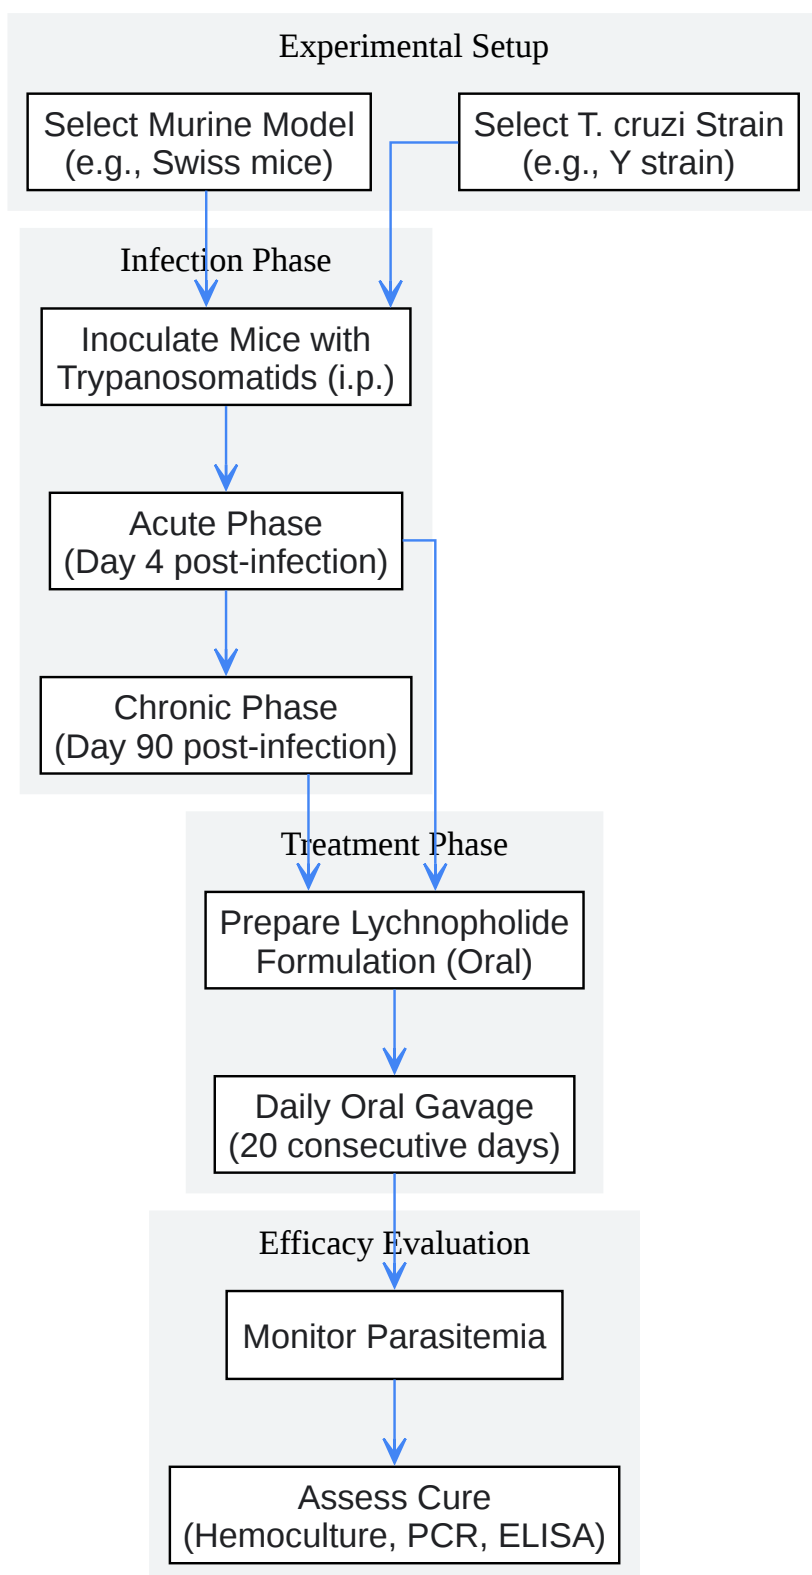 Experimental Setup
Select Murine Model
(e.g., Swiss mice)
Select T. cruzi Strain
(e.g., Y strain)
Infection Phase
Inoculate Mice with
Trypanosomatids (i.p.)
Acute Phase
(Day 4 post-infection)
Chronic Phase
(Day 90 post-infection)
Treatment Phase
Prepare Lychnopholide
Formulation (Oral)
Daily Oral Gavage
(20 consecutive days)
Efficacy Evaluation
Monitor Parasitemia
Assess Cure
(Hemoculture, PCR, ELISA)